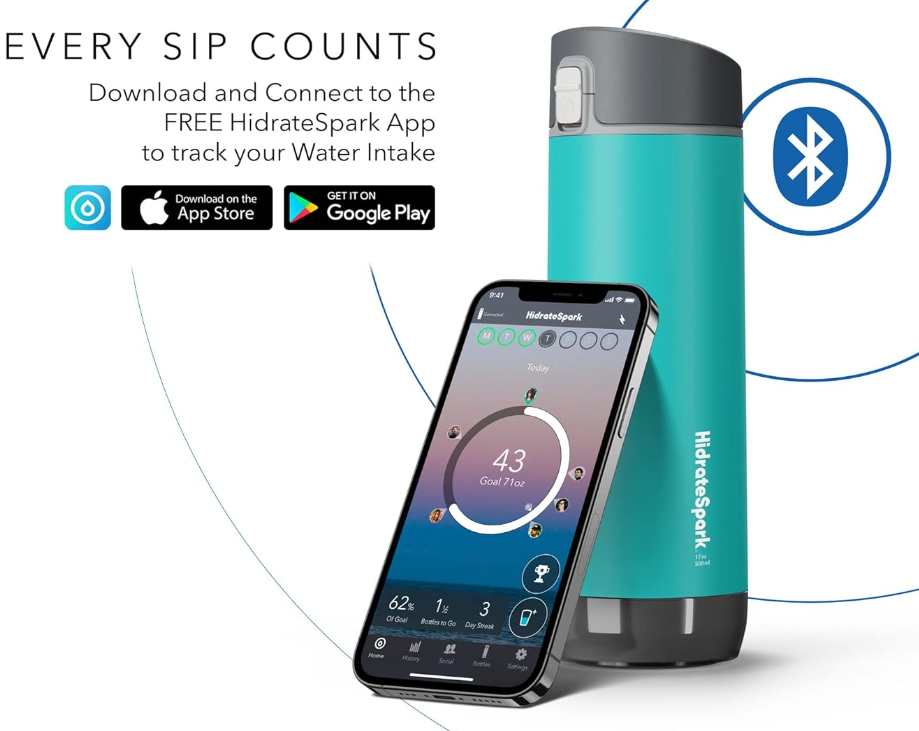 EVERY SIP COUNTS
Download and Connect to the
FREE HidrateSpark App
to track your Water Intake
Download on the
App Store
GET IT ON
Google Play
9:41
Connected
HidrateSpark
M T W T F S S
Today
43
Goal 71oz
62% 1½ 3
Of Goal Bottles to Go Day Streak
Home History Social Bottles Settings
HidrateSpark
17oz
500ml